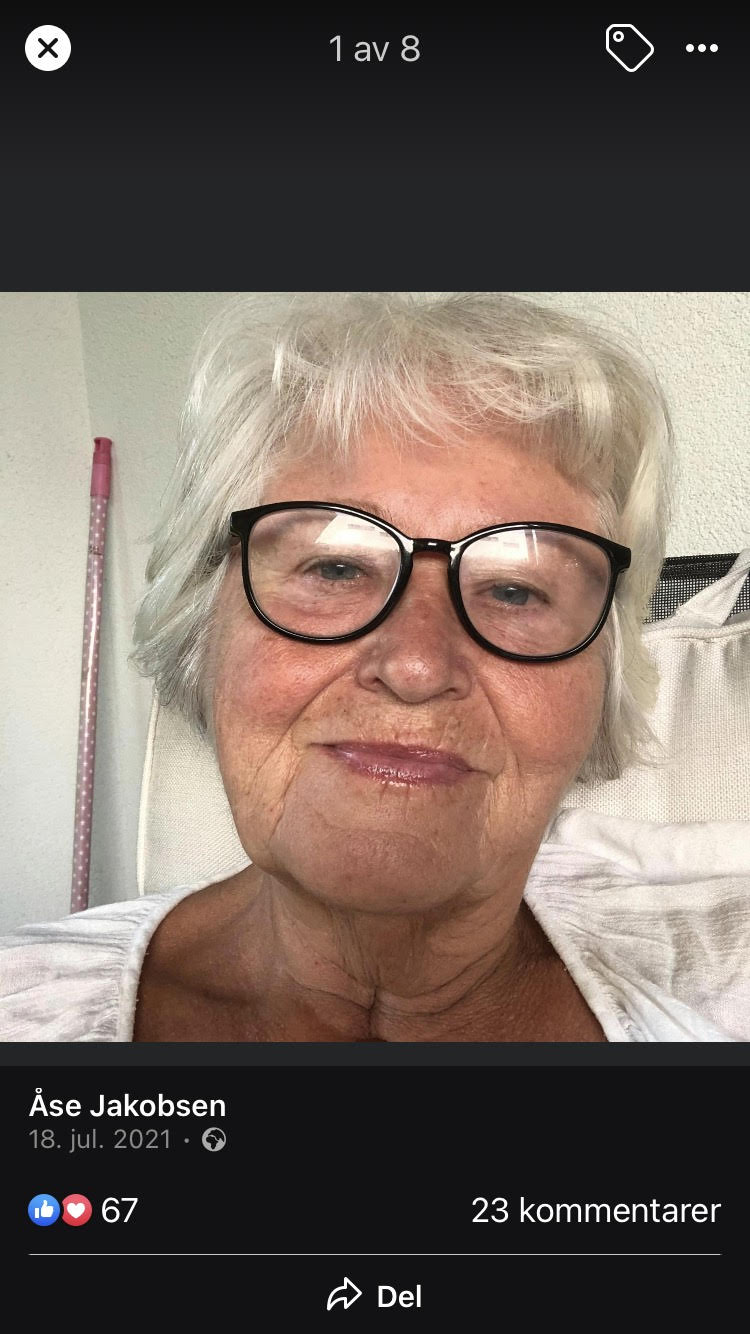 1 av 8
Åse Jakobsen
18. jul. 2021 ·
67
23 kommentarer
Del